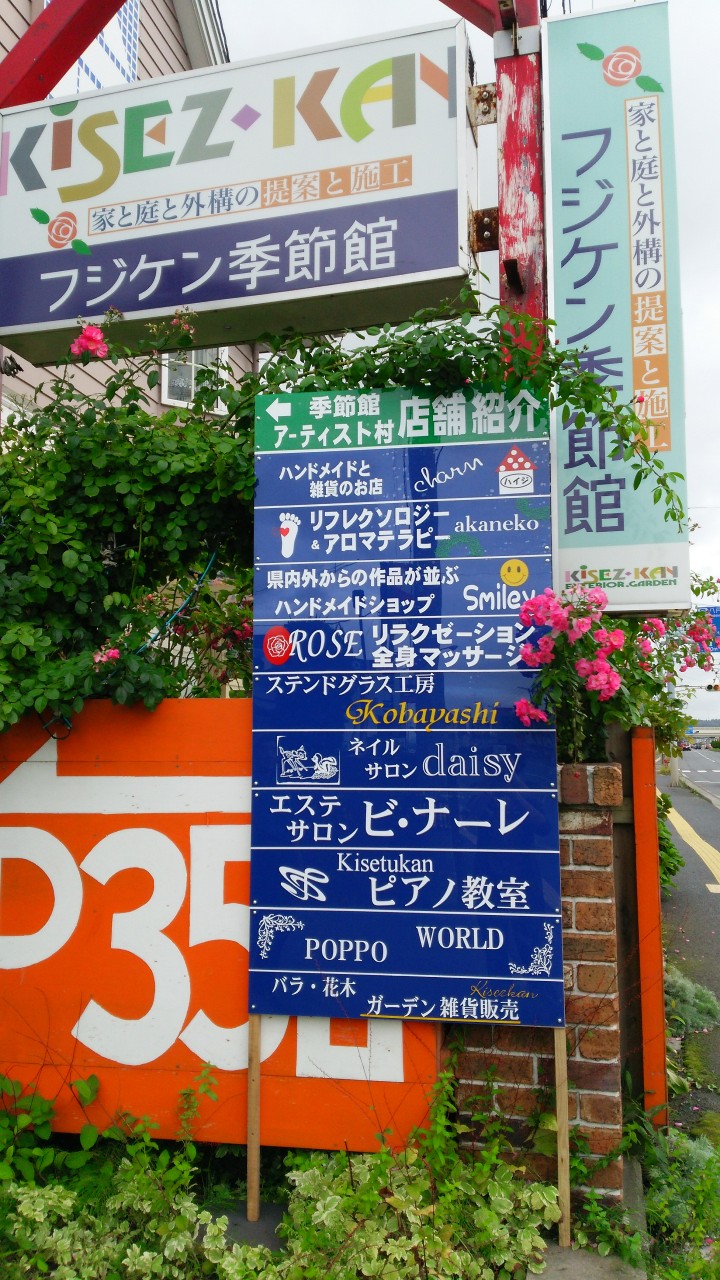 KiSEZ・KAN
家と庭と外構の提案と施工
フジケン季節館
家と庭と外構の提案と施工
フジケン季節館
KiSEZ・KAN
EXTERIOR.GARDEN
← 季節館
アーティスト村 店舗紹介
ハンドメイドと
雑貨のお店
charm
ハイジ
リフレクソロジー
&アロマテラピー
akaneko
県内外からの作品が並ぶ
ハンドメイドショップ
Smiley
ROSE
リラクゼーション
全身マッサージ
ステンドグラス工房
Kobayashi
ネイル
サロン
daisy
エステ
サロン
ビ・ナーレ
Kisetukan
ピアノ教室
POPPO WORLD
バラ・花木
Kiseekan
ガーデン雑貨販売
P35